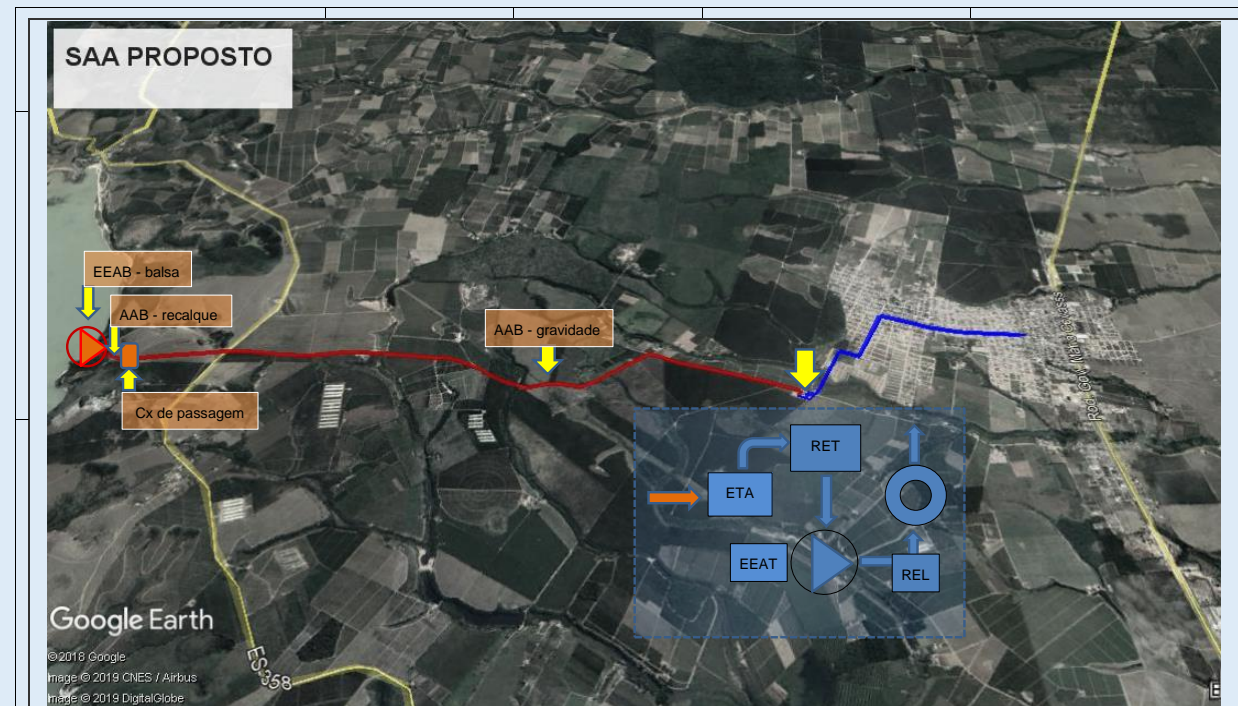 SAA PROPOSTO
EEAB - balsa
AAB - recalque
AAB - gravidade
Cx de passagem
RET
ETA
EEAT
REL
Google Earth
©2018 Google
Image © 2019 CNES / Airbus
Image © 2019 DigitalGlobe
ES-358